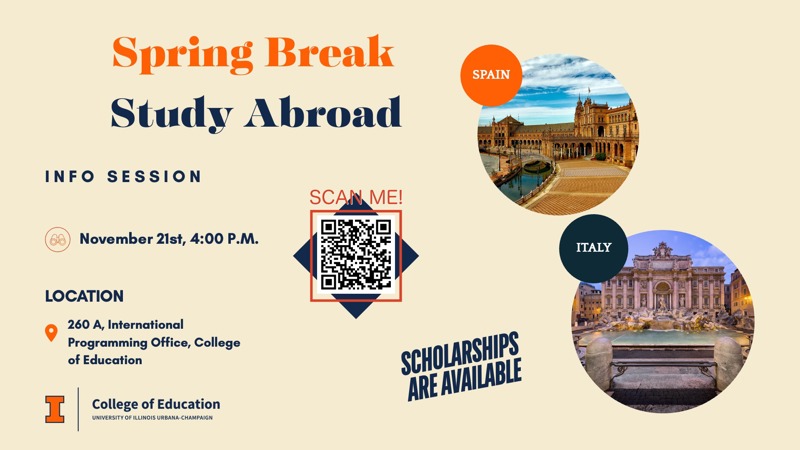 Spring Break
Study Abroad
INFO SESSION
SCAN ME!
November 21st, 4:00 P.M.
LOCATION
260 A, International
Programming Office, College
of Education
College of Education
UNIVERSITY OF ILLINOIS URBANA-CHAMPAIGN
SCHOLARSHIPS
ARE AVAILABLE
SPAIN
ITALY